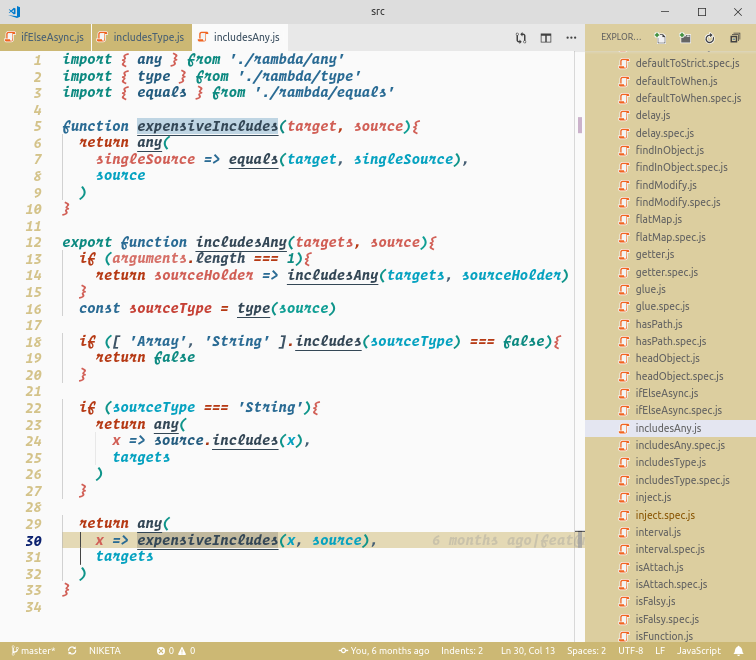 src
ifElseAsync.js includesType.js includesAny.js EXPLOR...
1 import { any } from './rambda/any'
2 import { type } from './rambda/type'
3 import { equals } from './rambda/equals'
4
5 function expensiveIncludes(target, source){
6 return any(
7 singleSource => equals(target, singleSource),
8 source
9 )
10 }
11
12 export function includesAny(targets, source){
13 if (arguments.length === 1){
14 return sourceHolder => includesAny(targets, sourceHolder)
15 }
16 const sourceType = type(source)
17
18 if ([ 'Array', 'String' ].includes(sourceType) === false){
19 return false
20 }
21
22 if (sourceType === 'String'){
23 return any(
24 x => source.includes(x),
25 targets
26 )
27 }
28
29 return any(
30 x => expensiveIncludes(x, source), 6 months ago|feat
31 targets
32 )
33 }
34
defaultToStrict.spec.js
defaultToWhen.js
defaultToWhen.spec.js
delay.js
delay.spec.js
findInObject.js
findInObject.spec.js
findModify.js
findModify.spec.js
flatMap.js
flatMap.spec.js
getter.js
getter.spec.js
glue.js
glue.spec.js
hasPath.js
hasPath.spec.js
headObject.js
headObject.spec.js
ifElseAsync.js
ifElseAsync.spec.js
includesAny.js
includesAny.spec.js
includesType.js
includesType.spec.js
inject.js
inject.spec.js
interval.js
interval.spec.js
isAttach.js
isAttach.spec.js
isFalsy.js
isFalsy.spec.js
isFunction.js
master* NIKETA 0 0 You, 6 months ago Indents: 2 Ln 30, Col 13 Spaces: 2 UTF-8 LF JavaScript